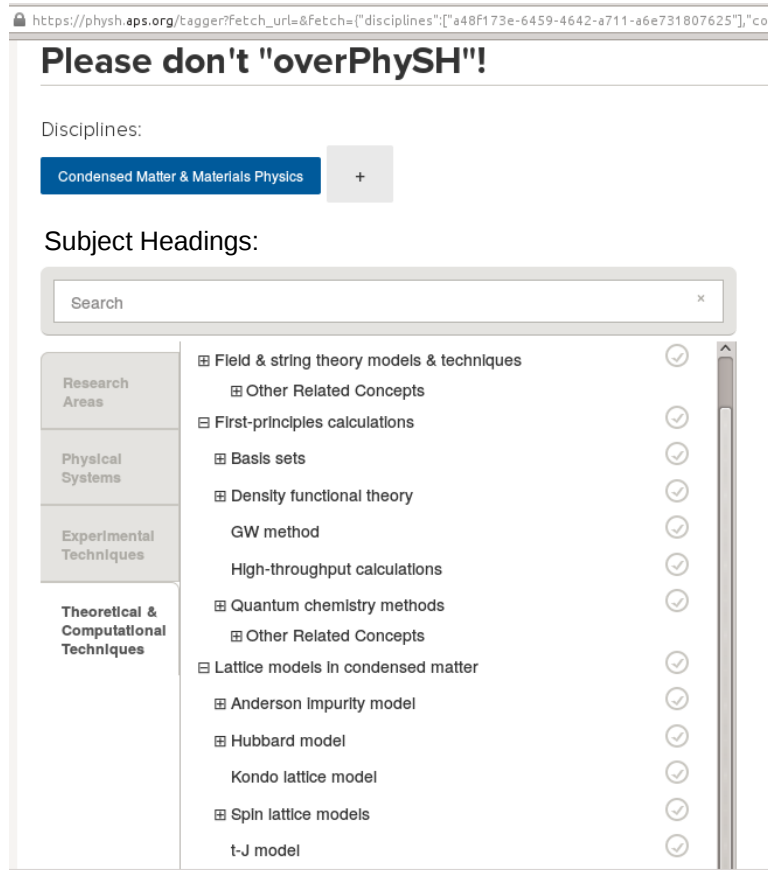 https://physh.aps.org/tagger?fetch_url=&fetch={"disciplines":["a48f173e-6459-4642-a711-a6e731807625"],"co
Please don't "overPhySH"!
Disciplines:
Condensed Matter & Materials Physics
+
Subject Headings:
Search
×
Research
Areas
Physical
Systems
Experimental
Techniques
Theoretical &
Computational
Techniques
⊞ Field & string theory models & techniques
⊞ Other Related Concepts
⊟ First-principles calculations
⊞ Basis sets
⊞ Density functional theory
GW method
High-throughput calculations
⊞ Quantum chemistry methods
⊞ Other Related Concepts
⊟ Lattice models in condensed matter
⊞ Anderson impurity model
⊞ Hubbard model
Kondo lattice model
⊞ Spin lattice models
t-J model